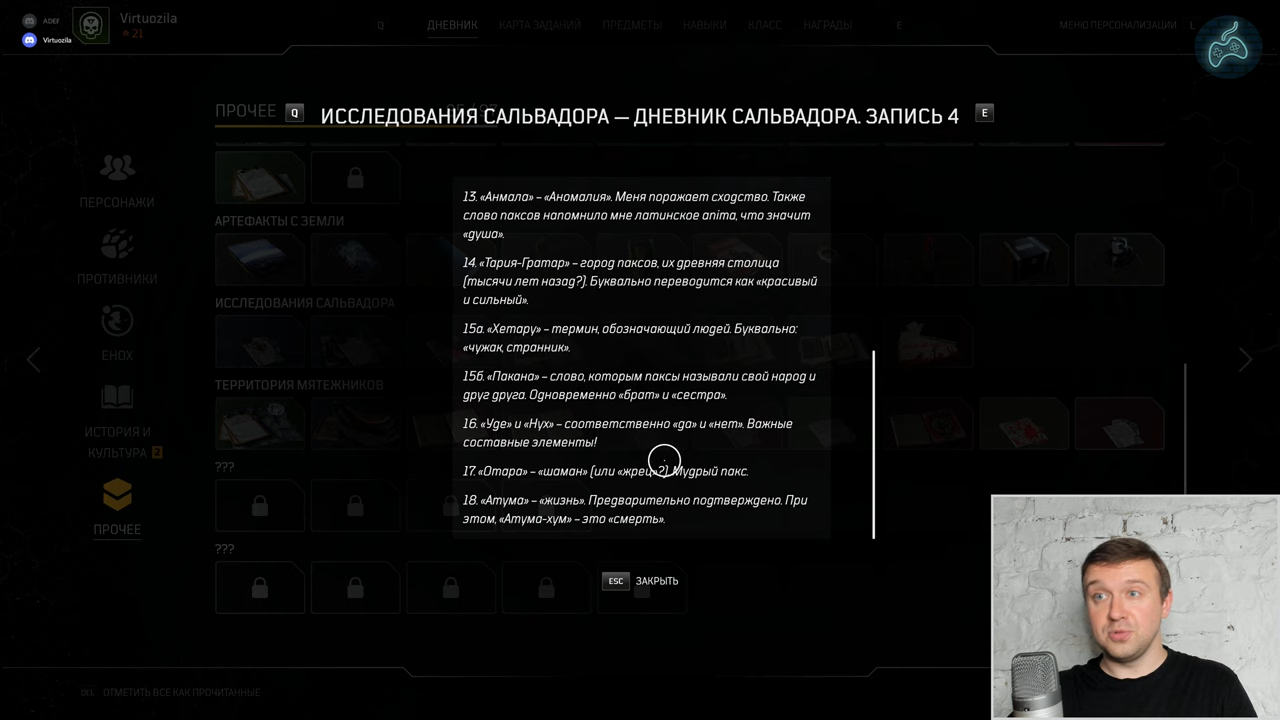 ADEF
Virtuozila
Virtuozila
21
Q
ДНЕВНИК
КАРТА ЗАДАНИЙ
ПРЕДМЕТЫ
НАВЫКИ
КЛАСС
НАГРАДЫ
E
МЕНЮ ПЕРСОНАЛИЗАЦИИ
L
ПРОЧЕЕ
Q
ИССЛЕДОВАНИЯ САЛЬВАДОРА — ДНЕВНИК САЛЬВАДОРА. ЗАПИСЬ 4
E
13. «Анмала» – «Аномалия». Меня поражает сходство. Также
слово паксов напомнило мне латинское anima, что значит
«душа».
14. «Тария-Гратар» – город паксов, их древняя столица
(тысячи лет назад?). Буквально переводится как «красивый
и сильный».
15а. «Хетару» – термин, обозначающий людей. Буквально:
«чужак, странник».
15б. «Пакана» – слово, которым паксы называли свой народ и
друг друга. Одновременно «брат» и «сестра».
16. «Уде» и «Нух» – соответственно «да» и «нет». Важные
составные элементы!
17. «Отара» – «шаман» (или «жрец»?) Мудрый пакс.
18. «Атума» – «жизнь». Предварительно подтверждено. При
этом, «Атума-хум» – это «смерть».
ПЕРСОНАЖИ
ПРОТИВНИКИ
ЕНОХ
ИСТОРИЯ И
КУЛЬТУРА 2
ПРОЧЕЕ
АРТЕФАКТЫ С ЗЕМЛИ
ИССЛЕДОВАНИЯ САЛЬВАДОРА
ТЕРРИТОРИЯ МЯТЕЖНИКОВ
???
???
ESC ЗАКРЫТЬ
DEL ОТМЕТИТЬ ВСЕ КАК ПРОЧИТАННЫЕ